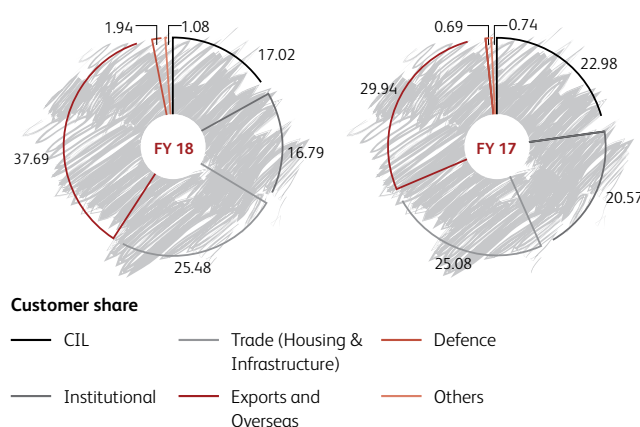 1.94 1.08
17.02
16.79
25.48
37.69
FY 18
0.69 0.74
22.98
20.57
25.08
29.94
FY 17
Customer share
CIL
Trade (Housing &
Infrastructure)
Defence
Institutional
Exports and
Overseas
Others